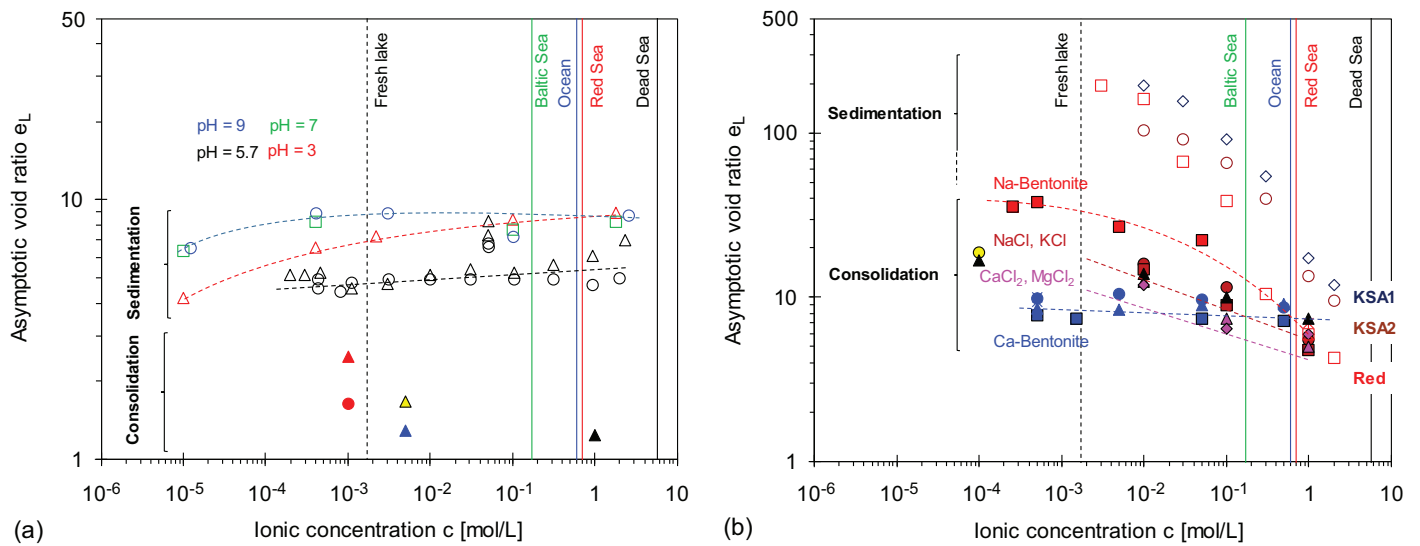 50
10
1
Asymptotic void ratio eL
pH = 9 pH = 7
pH = 5.7 pH = 3
Sedimentation
Consolidation
Fresh lake
Baltic Sea
Ocean
Red Sea
Dead Sea
10-6 10-5 10-4 10-3 10-2 10-1 1 10
Ionic concentration c [mol/L]
(a)
500
100
10
1
Asymptotic void ratio eL
Sedimentation
Consolidation
Fresh lake
Baltic Sea
Ocean
Red Sea
Dead Sea
Na-Bentonite
NaCl, KCl
CaCl2, MgCl2
Ca-Bentonite
KSA1
KSA2
Red
10-6 10-5 10-4 10-3 10-2 10-1 1 10
Ionic concentration c [mol/L]
(b)